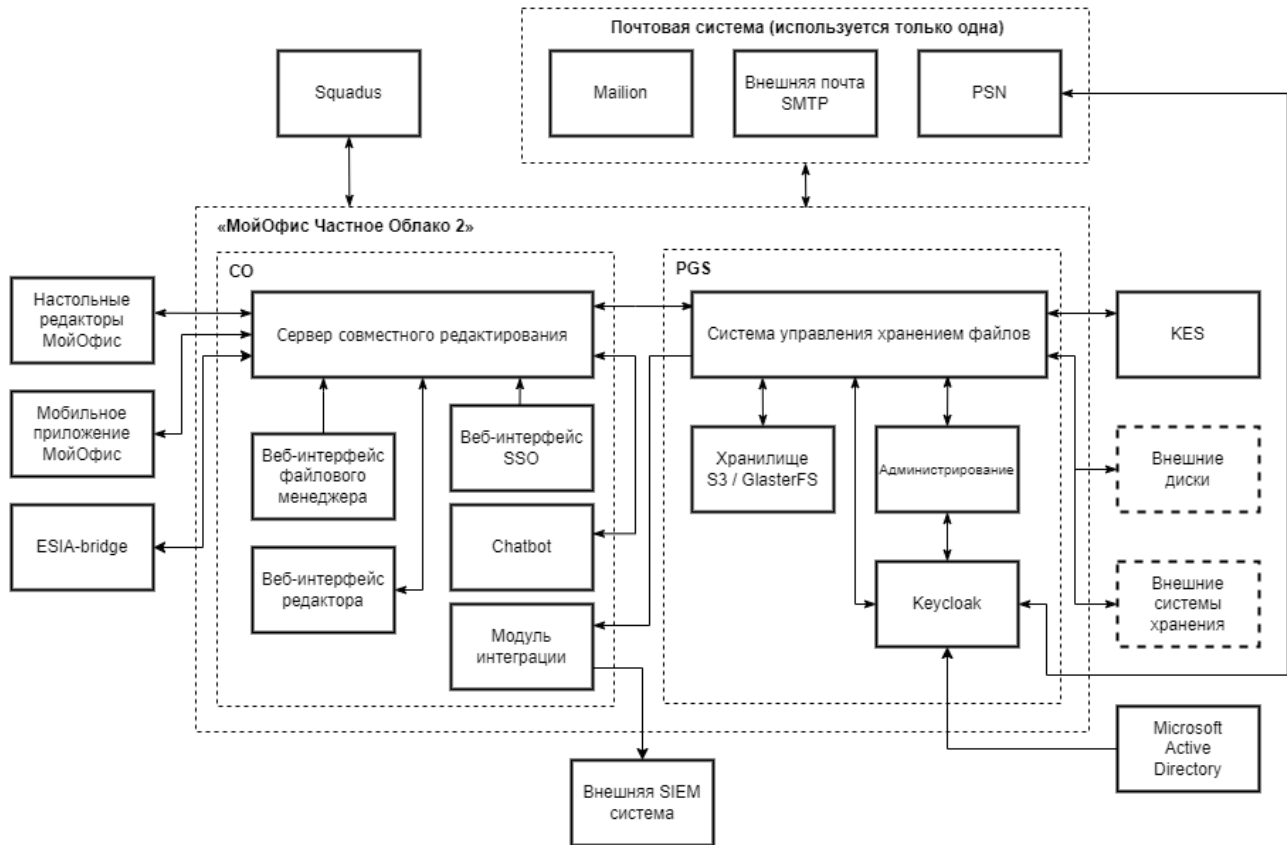 Почтовая система (используется только одна)
Squadus
Mailion
Внешняя почта
SMTP
PSN
«МойОфис Частное Облако 2»
CO
PGS
Настольные
редакторы
МойОфис
Сервер совместного редактирования
Система управления хранением файлов
KES
Мобильное
приложение
МойОфис
Веб-интерфейс
файлового
менеджера
Веб-интерфейс
SSO
Хранилище
S3 / GlasterFS
Администрирование
Внешние
диски
ESIA-bridge
Chatbot
Веб-интерфейс
редактора
Keycloak
Внешние
системы
хранения
Модуль
интеграции
Microsoft
Active
Directory
Внешняя SIEM
система